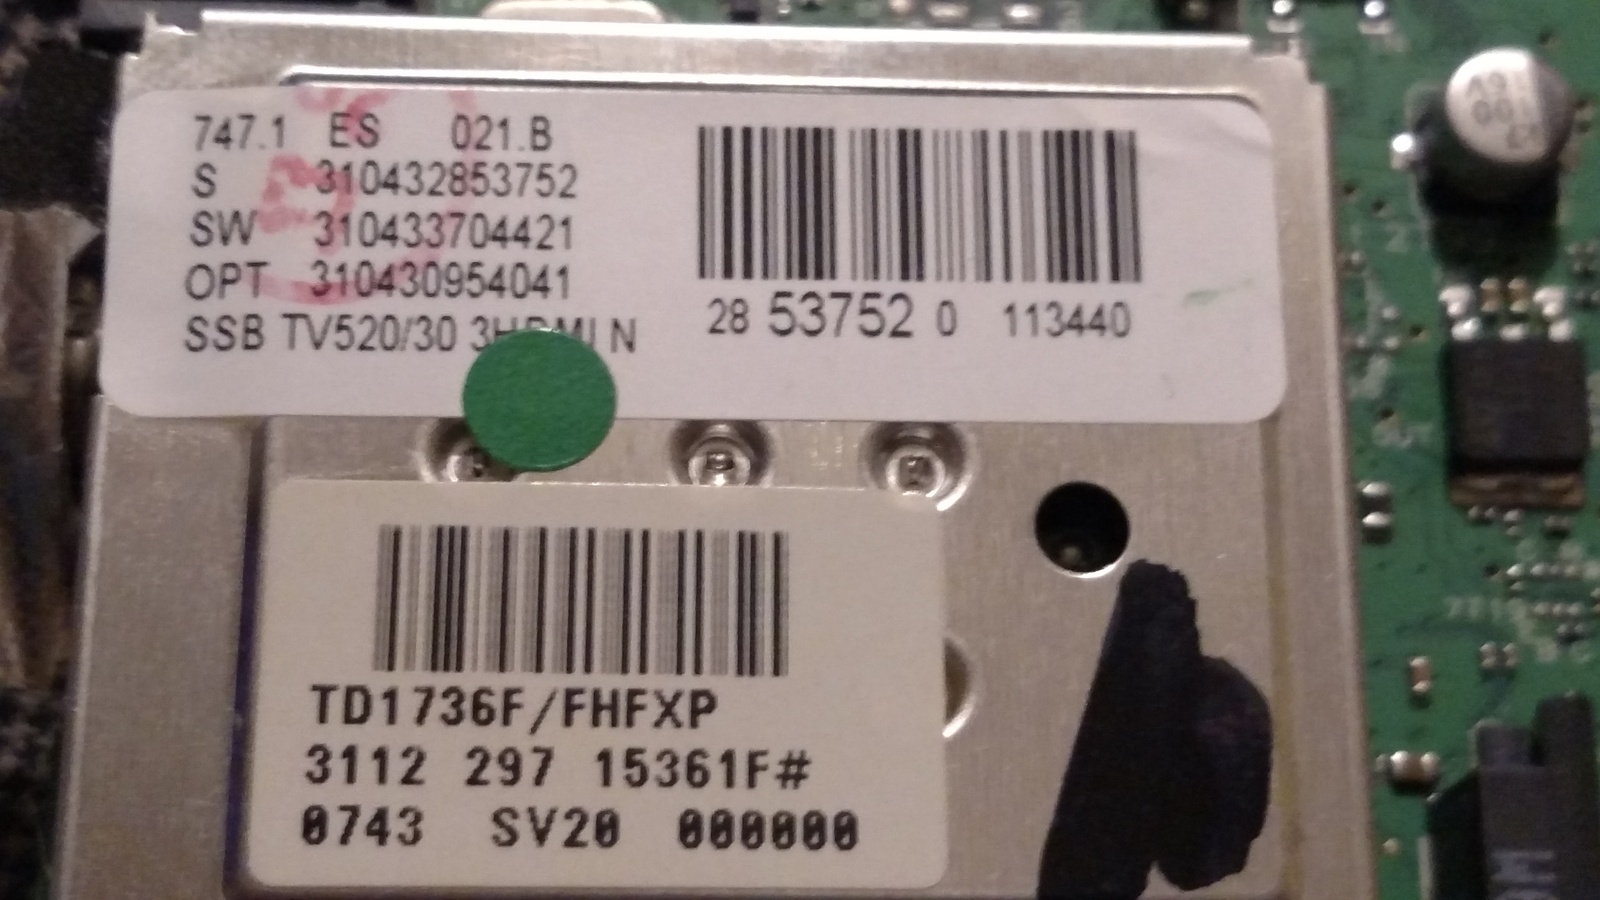 747.1 ES 021.B
S 310432853752
SW 310433704421
OPT 310430954041
SSB TV520/30 3HDMI N
28 53752 0 113440
TD1736F/FHFXP
3112 297 15361F#
0743 SV20 000000